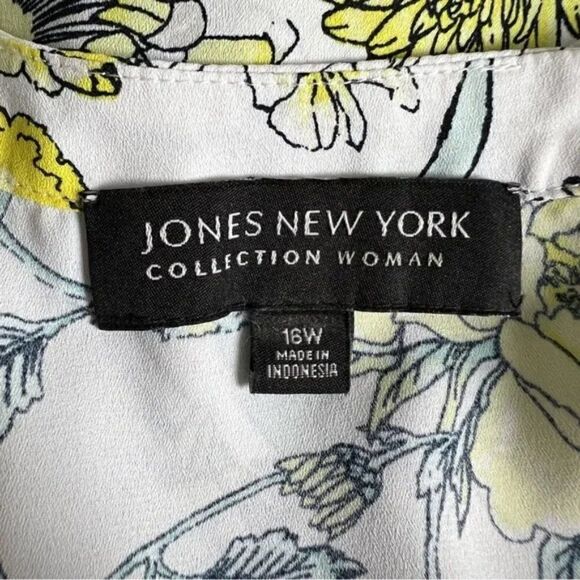 JONES NEW YORK
COLLECTION WOMAN
16W
MADE IN
INDONESIA